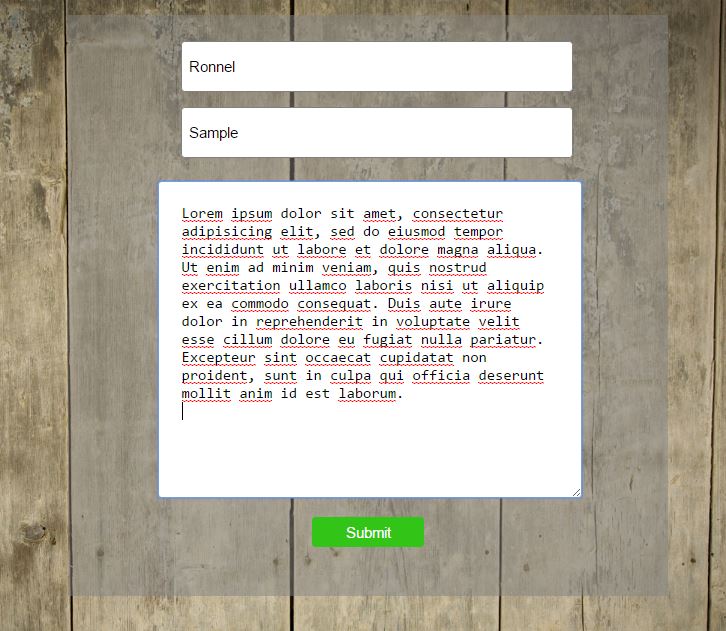 Ronnel
Sample
Lorem ipsum dolor sit amet, consectetur
adipisicing elit, sed do eiusmod tempor
incididunt ut labore et dolore magna aliqua.
Ut enim ad minim veniam, quis nostrud
exercitation ullamco laboris nisi ut aliquip
ex ea commodo consequat. Duis aute irure
dolor in reprehenderit in voluptate velit
esse cillum dolore eu fugiat nulla pariatur.
Excepteur sint occaecat cupidatat non
proident, sunt in culpa qui officia deserunt
mollit anim id est laborum.
Submit